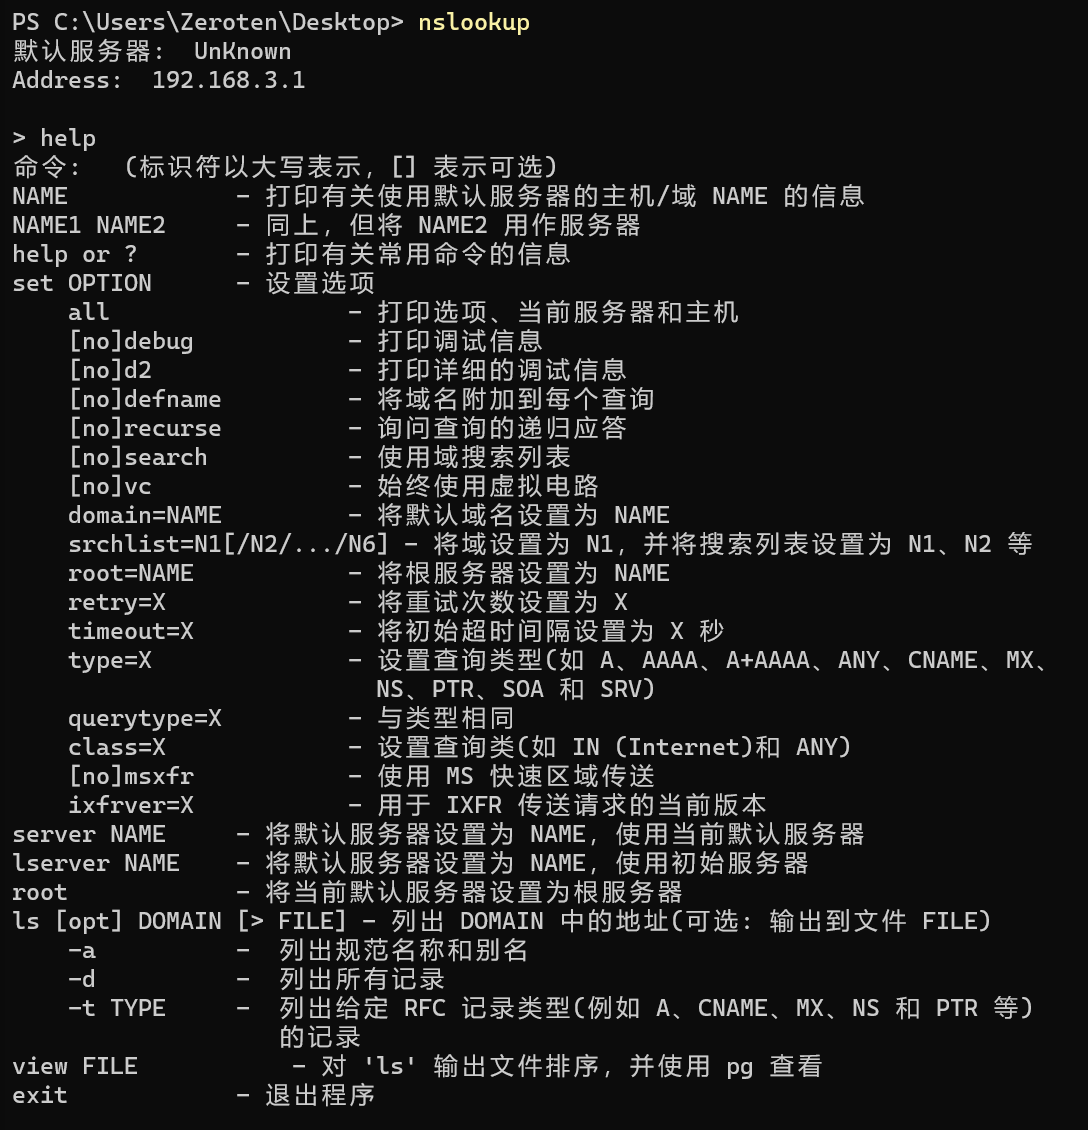 PS C:\Users\Zeroten\Desktop> nslookup
默认服务器:  UnKnown
Address:  192.168.3.1

> help
命令:   (标识符以大写表示，[] 表示可选)
NAME            - 打印有关使用默认服务器的主机/域 NAME 的信息
NAME1 NAME2     - 同上，但将 NAME2 用作服务器
help or ?       - 打印有关常用命令的信息
set OPTION      - 设置选项
    all                 - 打印选项、当前服务器和主机
    [no]debug           - 打印调试信息
    [no]d2              - 打印详细的调试信息
    [no]defname         - 将域名附加到每个查询
    [no]recurse         - 询问查询的递归应答
    [no]search          - 使用域搜索列表
    [no]vc              - 始终使用虚拟电路
    domain=NAME         - 将默认域名设置为 NAME
    srchlist=N1[/N2/.../N6] - 将域设置为 N1，并将搜索列表设置为 N1、N2 等
    root=NAME           - 将根服务器设置为 NAME
    retry=X             - 将重试次数设置为 X
    timeout=X           - 将初始超时间隔设置为 X 秒
    type=X              - 设置查询类型(如 A、AAAA、A+AAAA、ANY、CNAME、MX、
                          NS、PTR、SOA 和 SRV)
    querytype=X         - 与类型相同
    class=X             - 设置查询类(如 IN (Internet)和 ANY)
    [no]msxfr           - 使用 MS 快速区域传送
    ixfrver=X           - 用于 IXFR 传送请求的当前版本
server NAME     - 将默认服务器设置为 NAME，使用当前默认服务器
lserver NAME    - 将默认服务器设置为 NAME，使用初始服务器
root            - 将当前默认服务器设置为根服务器
ls [opt] DOMAIN [> FILE] - 列出 DOMAIN 中的地址(可选: 输出到文件 FILE)
    -a          -  列出规范名称和别名
    -d          -  列出所有记录
    -t TYPE     -  列出给定 RFC 记录类型(例如 A、CNAME、MX、NS 和 PTR 等)
                   的记录
view FILE           - 对 'ls' 输出文件排序，并使用 pg 查看
exit            - 退出程序